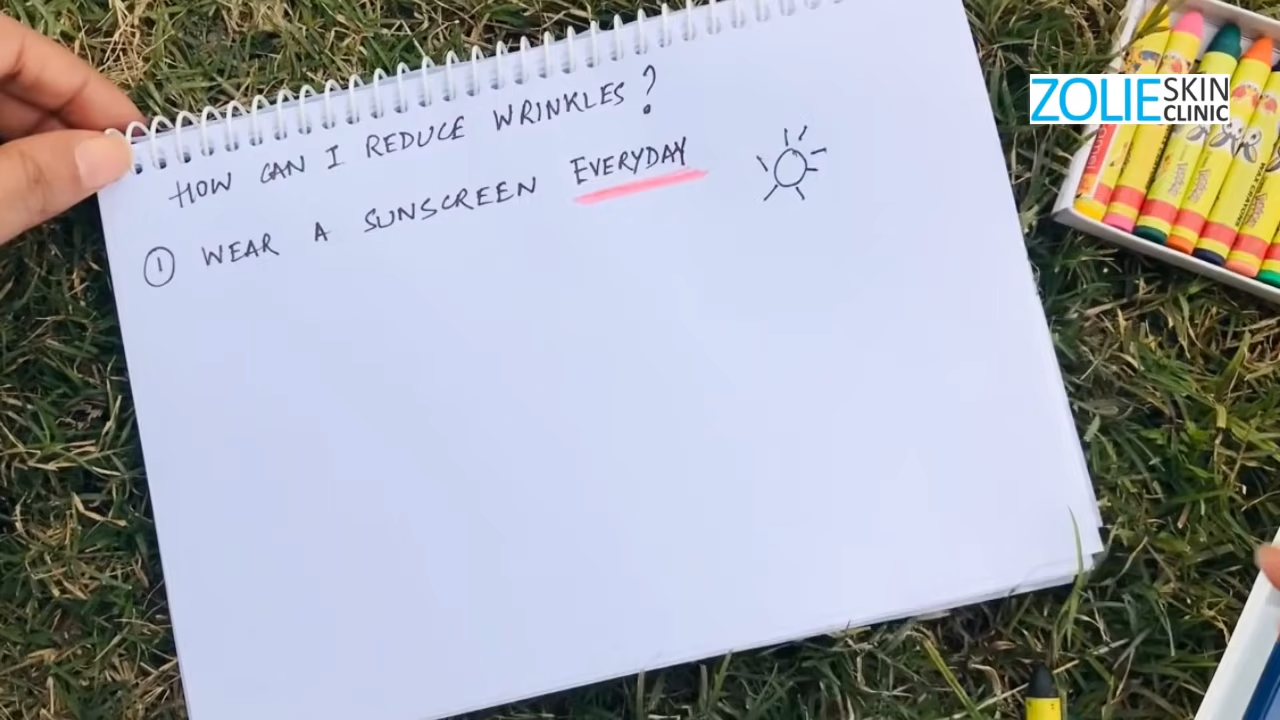 HOW CAN I REDUCE WRINKLES?
① WEAR A SUNSCREEN EVERYDAY
ZOLIE SKIN CLINIC